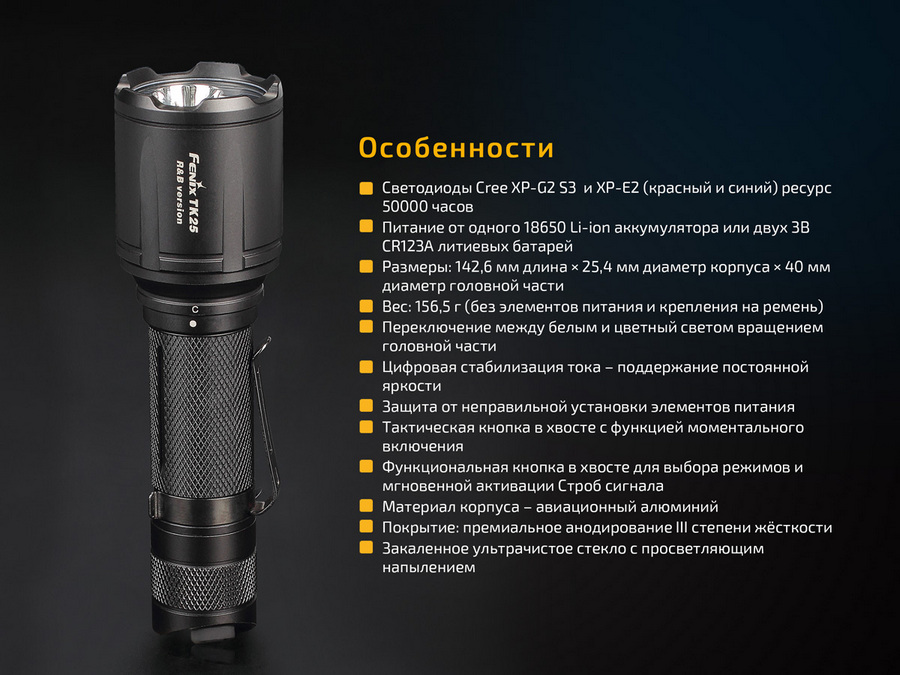 Fenix TK25
R&B version
C
Особенности
Светодиоды Cree XP-G2 S3 и XP-E2 (красный и синий) ресурс
50000 часов
Питание от одного 18650 Li-ion аккумулятора или двух 3В
CR123A литиевых батарей
Размеры: 142,6 мм длина × 25,4 мм диаметр корпуса × 40 мм
диаметр головной части
Вес: 156,5 г (без элементов питания и крепления на ремень)
Переключение между белым и цветный светом вращением
головной части
Цифровая стабилизация тока – поддержание постоянной
яркости
Защита от неправильной установки элементов питания
Тактическая кнопка в хвосте с функцией моментального
включения
Функциональная кнопка в хвосте для выбора режимов и
мгновенной активации Строб сигнала
Материал корпуса – авиационный алюминий
Покрытие: премиальное анодирование III степени жёсткости
Закаленное ультрачистое стекло с просветляющим
напылением